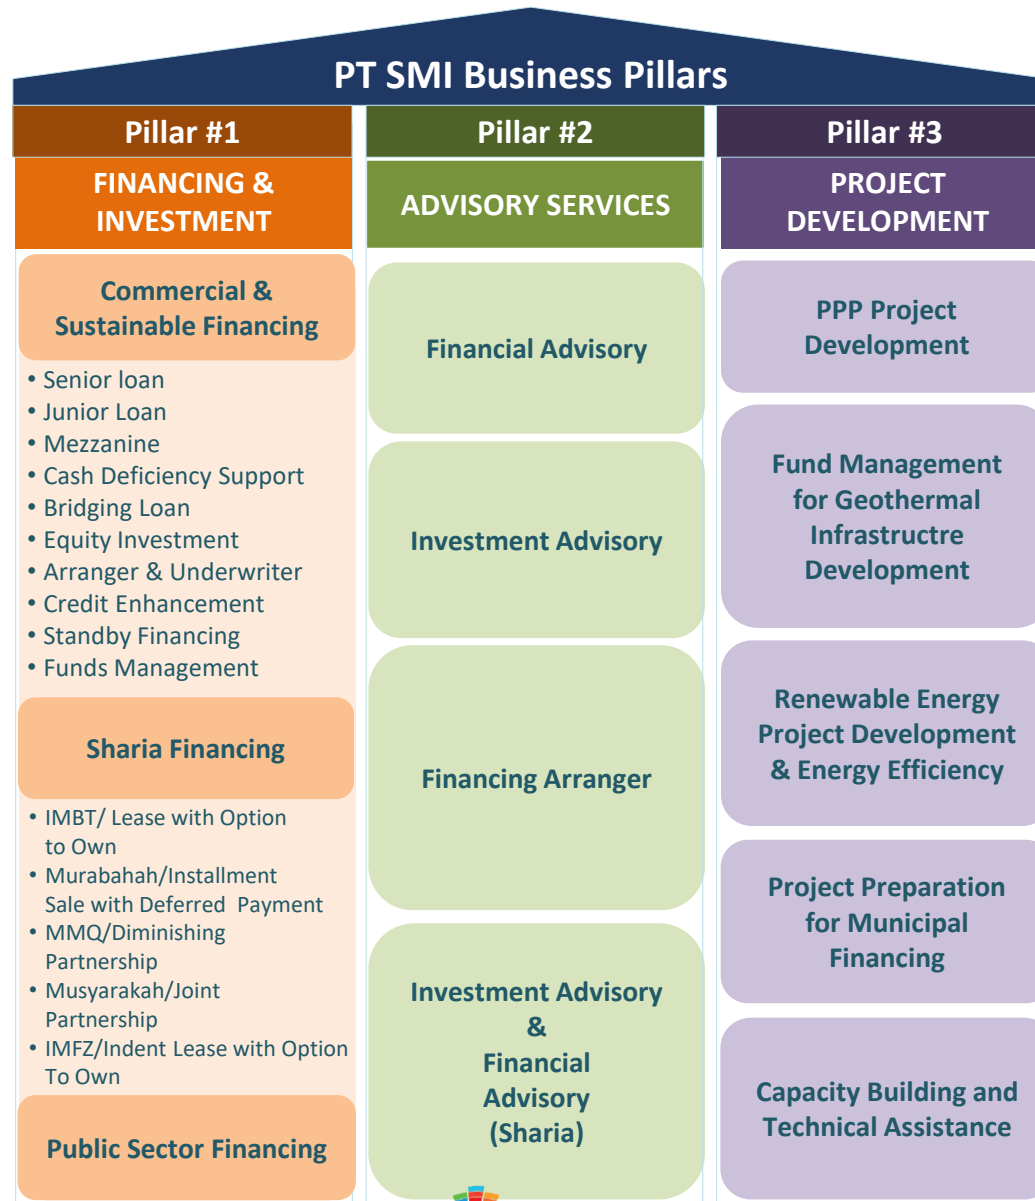 PT SMI Business Pillars
Pillar #1
FINANCING &
INVESTMENT
Commercial &
Sustainable Financing
• Senior loan
• Junior Loan
• Mezzanine
• Cash Deficiency Support
• Bridging Loan
• Equity Investment
• Arranger & Underwriter
• Credit Enhancement
• Standby Financing
• Funds Management
Sharia Financing
• IMBT/ Lease with Option
to Own
• Murabahah/Installment
Sale with Deferred Payment
• MMQ/Diminishing
Partnership
• Musyarakah/Joint
Partnership
• IMFZ/Indent Lease with Option
To Own
Public Sector Financing
Pillar #2
ADVISORY SERVICES
Financial Advisory
Investment Advisory
Financing Arranger
Investment Advisory
&
Financial
Advisory
(Sharia)
Pillar #3
PROJECT
DEVELOPMENT
PPP Project
Development
Fund Management
for Geothermal
Infrastructre
Development
Renewable Energy
Project Development
& Energy Efficiency
Project Preparation
for Municipal
Financing
Capacity Building and
Technical Assistance